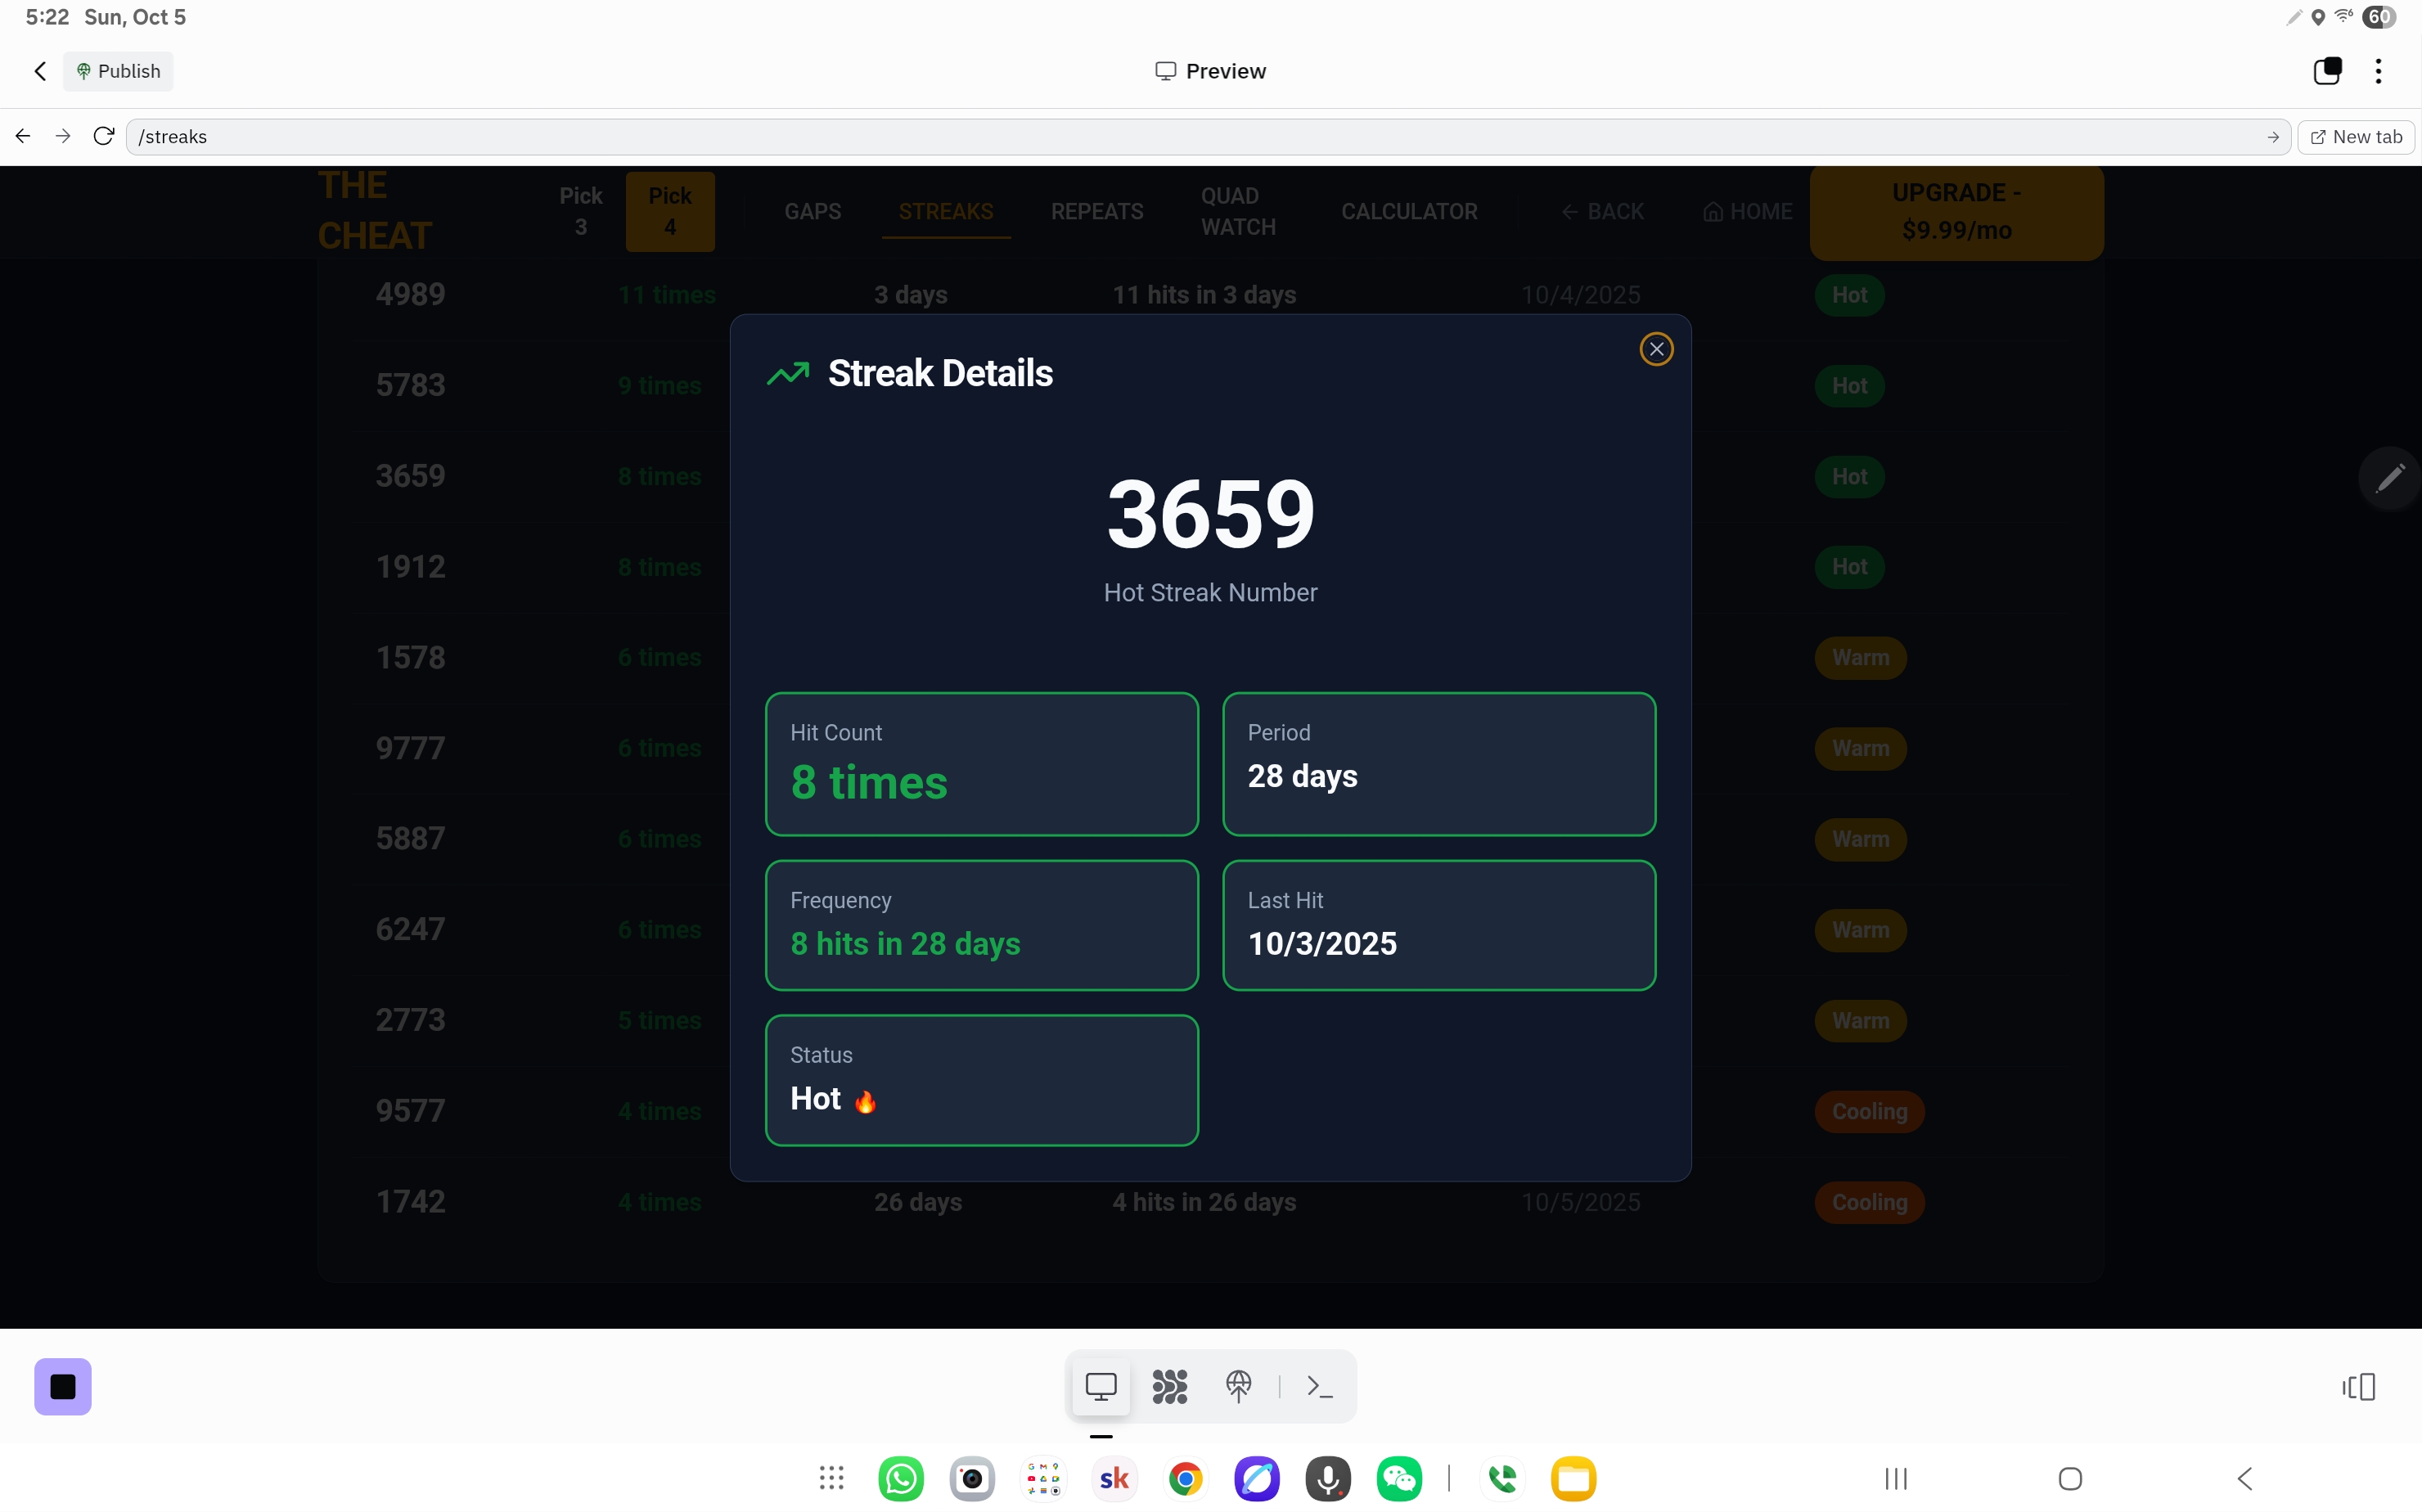 5:22 Sun, Oct 5
60
Publish
Preview
/streaks
New tab
THE
CHEAT
Pick
3
Pick
4
GAPS
STREAKS
REPEATS
QUAD
WATCH
CALCULATOR
BACK
HOME
UPGRADE -
$9.99/mo
4989 11 times 3 days 11 hits in 3 days 10/4/2025 Hot
5783 9 times Hot
3659 8 times Hot
1912 8 times Hot
1578 6 times Warm
9777 6 times Warm
5887 6 times Warm
6247 6 times Warm
2773 5 times Warm
9577 4 times Cooling
1742 4 times 26 days 4 hits in 26 days 10/5/2025 Cooling
Streak Details
3659
Hot Streak Number
Hit Count
8 times
Period
28 days
Frequency
8 hits in 28 days
Last Hit
10/3/2025
Status
Hot 🔥
sk